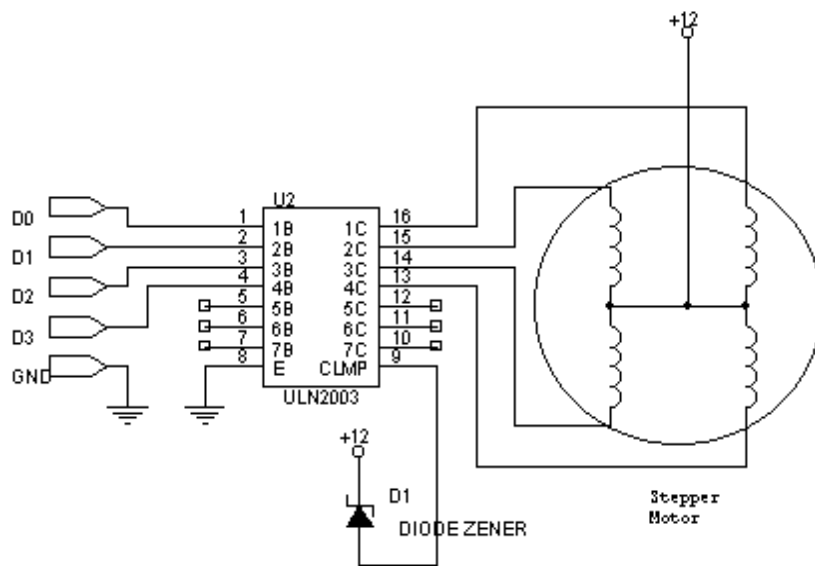 +12
U2
D0
1
1B
1C
16
D1
2
2B
2C
15
D2
3
3B
3C
14
D3
4
4B
4C
13
5
5B
5C
12
6
6B
6C
11
7
7B
7C
10
GND
8
E
CLMP
9
ULN2003
+12
D1
DIODE ZENER
Stepper
Motor